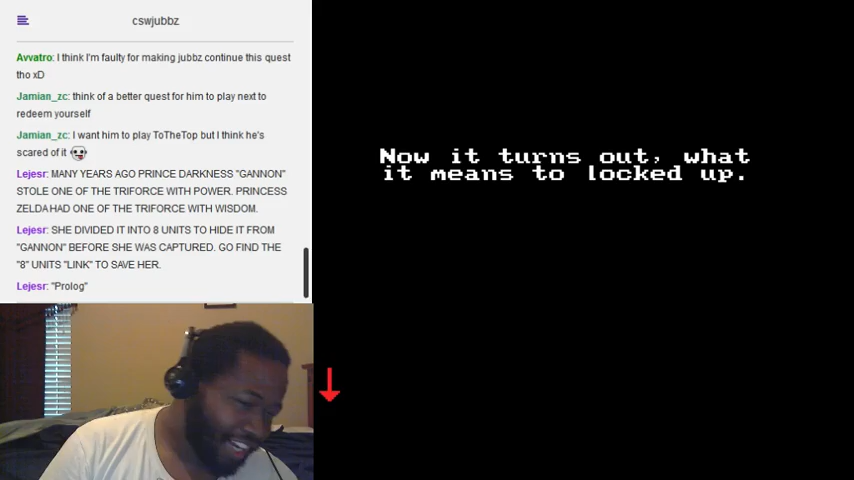 cswjubbz
Avvatro: I think I'm faulty for making jubbz continue this quest
tho xD
Jamian_zc: think of a better quest for him to play next to
redeem yourself
Jamian_zc: I want him to play ToTheTop but I think he's
scared of it
Lejesr: MANY YEARS AGO PRINCE DARKNESS "GANNON"
STOLE ONE OF THE TRIFORCE WITH POWER. PRINCESS
ZELDA HAD ONE OF THE TRIFORCE WITH WISDOM.
Lejesr: SHE DIVIDED IT INTO 8 UNITS TO HIDE IT FROM
"GANNON" BEFORE SHE WAS CAPTURED. GO FIND THE
"8" UNITS "LINK" TO SAVE HER.
Lejesr: "Prolog"
Now it turns out, what
it means to locked up.